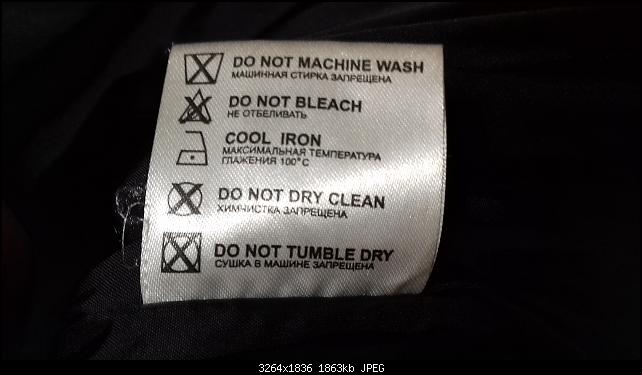 DO NOT MACHINE WASH
МАШИННАЯ СТИРКА ЗАПРЕЩЕНА
DO NOT BLEACH
НЕ ОТБЕЛИВАТЬ
COOL IRON
МАКСИМАЛЬНАЯ ТЕМПЕРАТУРА
ГЛАЖЕНИЯ 100°C
DO NOT DRY CLEAN
ХИМЧИСТКА ЗАПРЕЩЕНА
DO NOT TUMBLE DRY
СУШКА В МАШИНЕ ЗАПРЕЩЕНА
3264x1836 1863kb JPEG